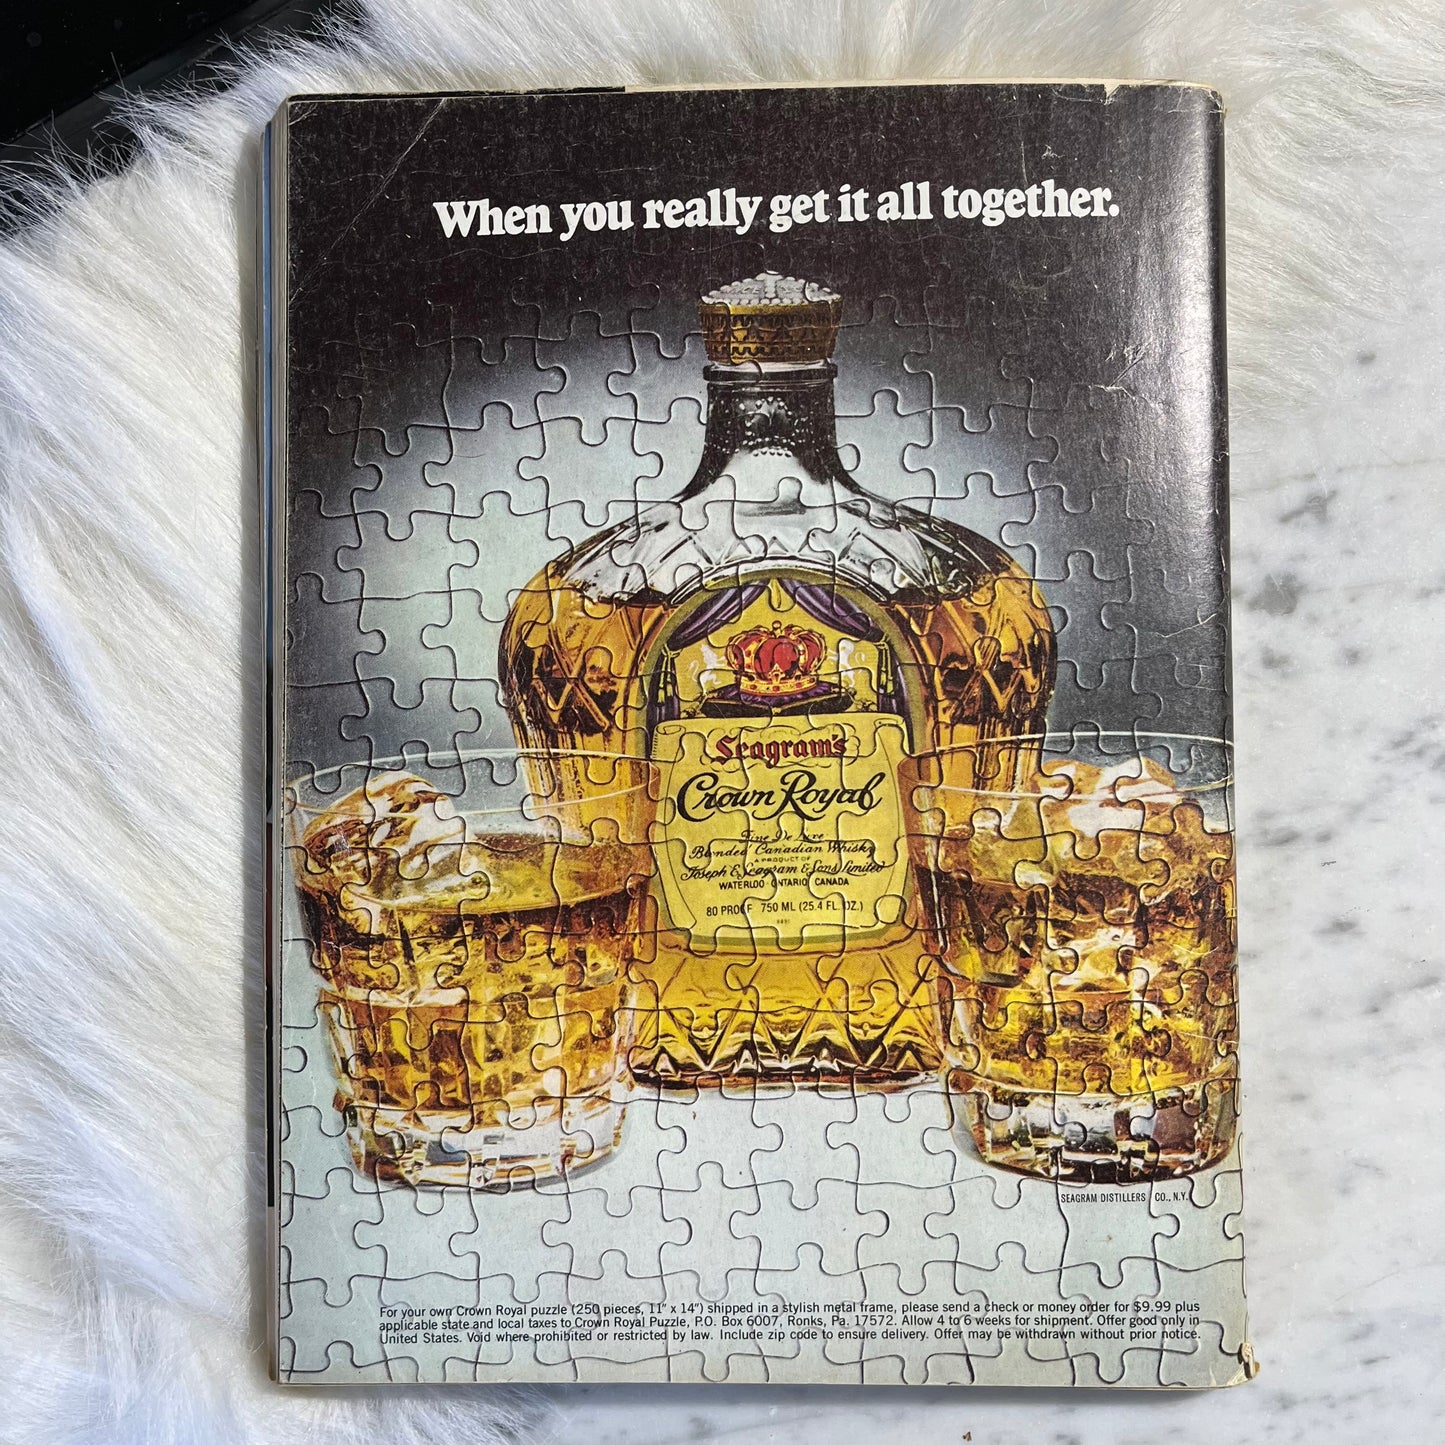 When you really get it all together.
Seagram's
Crown Royal
Fine De Luxe
Blended Canadian Whisky
A PRODUCT OF
Joseph E. Seagram & Sons Limited
WATERLOO ONTARIO CANADA
80 PROOF 750 ML (25.4 FL. OZ.)
SEAGRAM DISTILLERS CO., N.Y.C.
For your own Crown Royal puzzle (250 pieces, 11" x 14") shipped in a stylish metal frame, please send a check or money order for $9.99 plus
applicable state and local taxes to Crown Royal Puzzle, P.O. Box 6007, Ronks, Pa. 17572. Allow 4 to 6 weeks for shipment. Offer good only in
United States. Void where prohibited or restricted by law. Include zip code to ensure delivery. Offer may be withdrawn without prior notice.